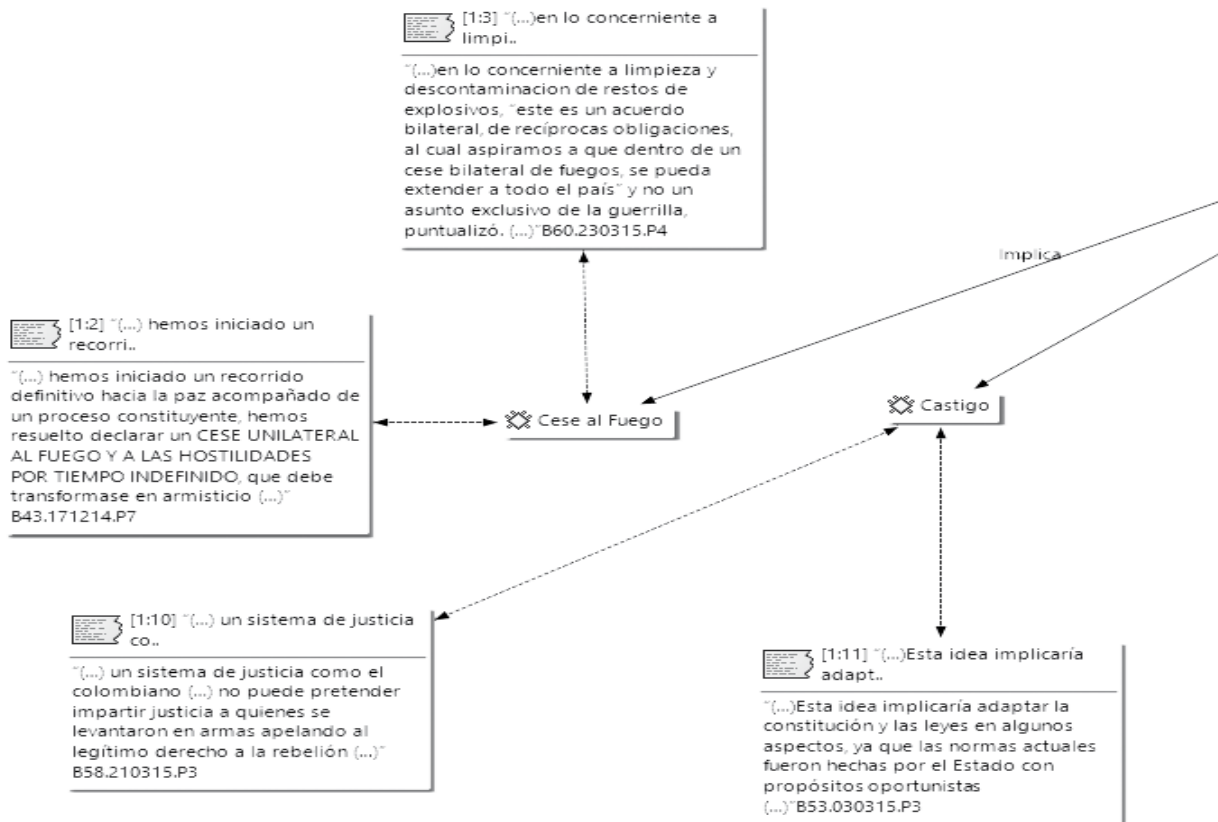 [1:3] ¨(...)en lo concerniente a
limpi..
¨(...)en lo concerniente a limpieza y
descontaminacion de restos de
explosivos, ¨este es un acuerdo
bilateral, de recíprocas obligaciones,
al cual aspiramos a que dentro de un
cese bilateral de fuegos, se pueda
extender a todo el país¨ y no un
asunto exclusivo de la guerrilla,
puntualizó. (...)¨B60.230315.P4
Implica
[1:2] ¨(...) hemos iniciado un
recorri..
¨(...) hemos iniciado un recorrido
definitivo hacia la paz acompañado de
un proceso constituyente, hemos
resuelto declarar un CESE UNILATERAL
AL FUEGO Y A LAS HOSTILIDADES
POR TIEMPO INDEFINIDO, que debe
transformase en armisticio (...)¨
B43.171214.P7
Cese al Fuego
Castigo
[1:10] ¨(...) un sistema de justicia
co..
¨(...) un sistema de justicia como el
colombiano (...) no puede pretender
impartir justicia a quienes se
levantaron en armas apelando al
legítimo derecho a la rebelión (...)¨
B58.210315.P3
[1:11] ¨(...)Esta idea implicaría
adapt..
¨(...)Esta idea implicaría adaptar la
constitución y las leyes en algunos
aspectos, ya que las normas actuales
fueron hechas por el Estado con
propósitos oportunistas
(...)¨B53.030315.P3